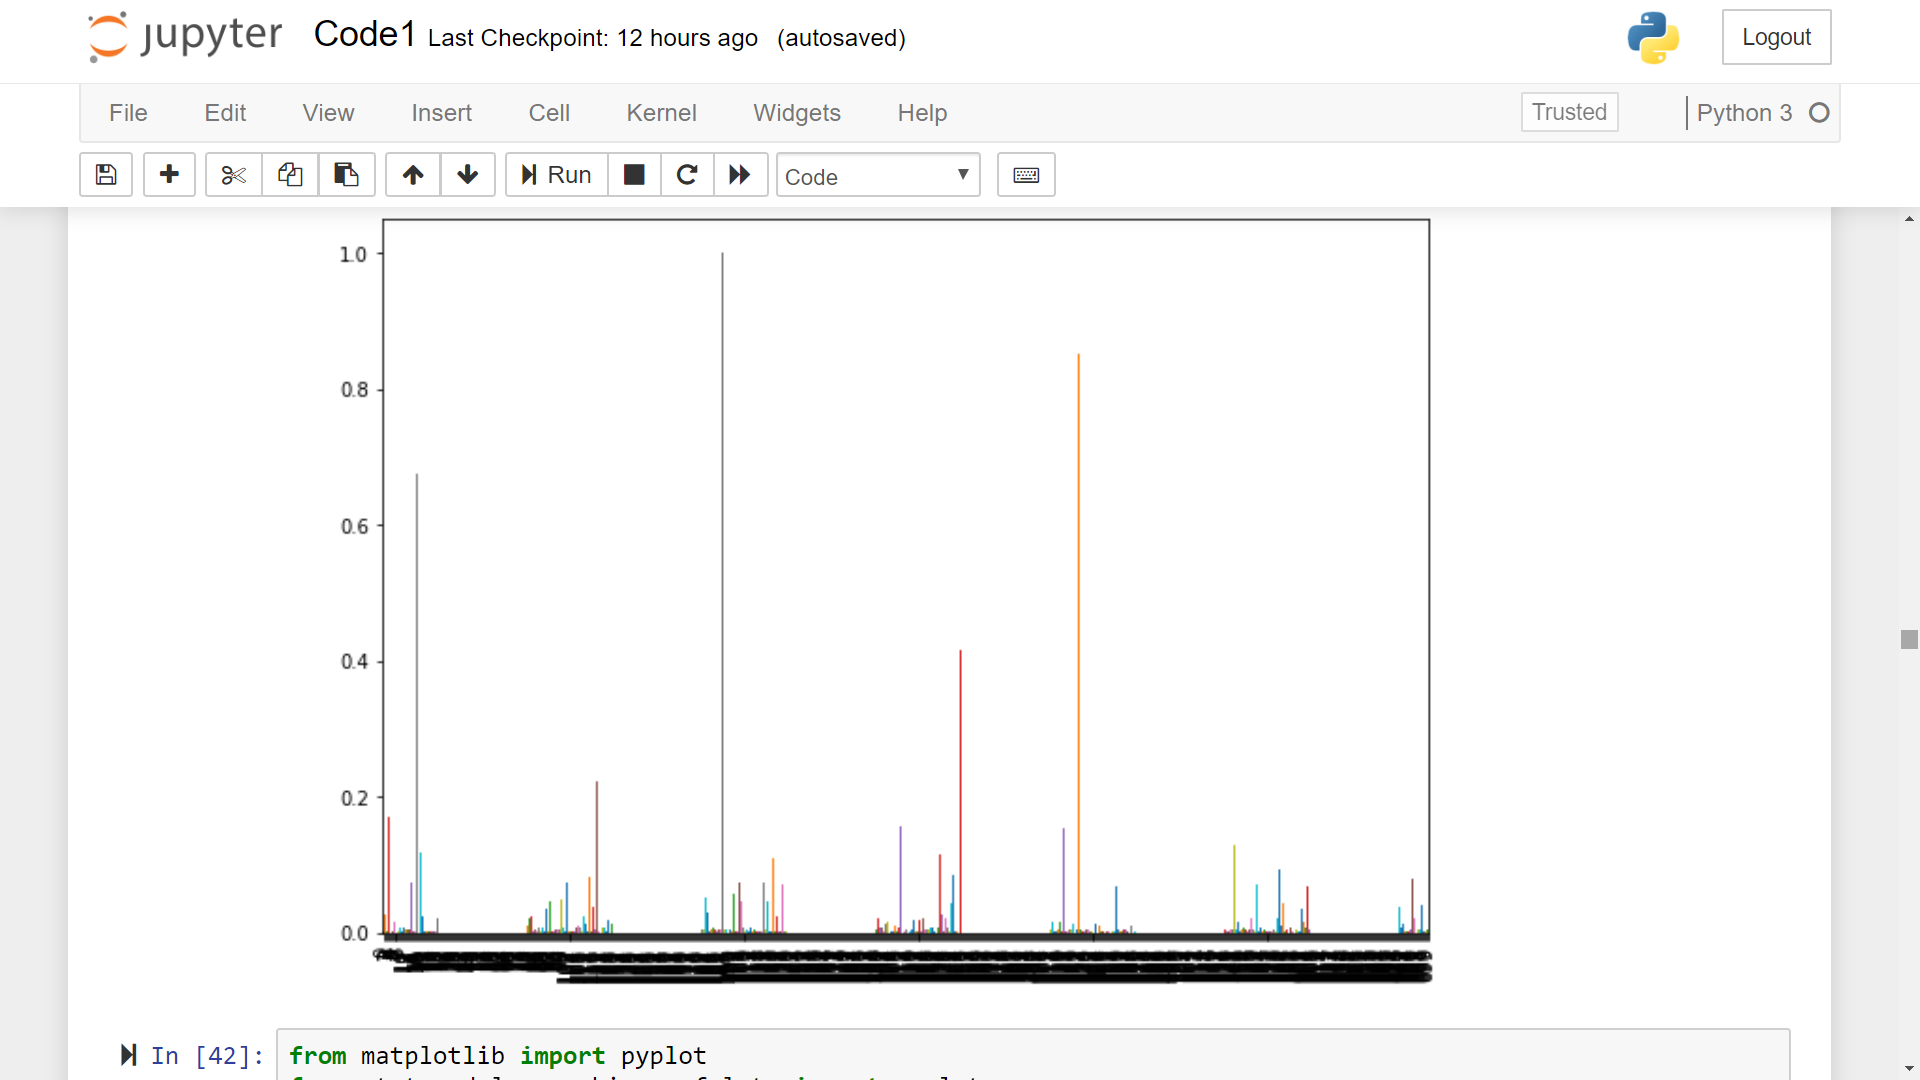 jupyter Code1 Last Checkpoint: 12 hours ago (autosaved) Logout
File Edit View Insert Cell Kernel Widgets Help Trusted Python 3
Run Code
1.0
0.8
0.6
0.4
0.2
0.0
In [42]: from matplotlib import pyplot